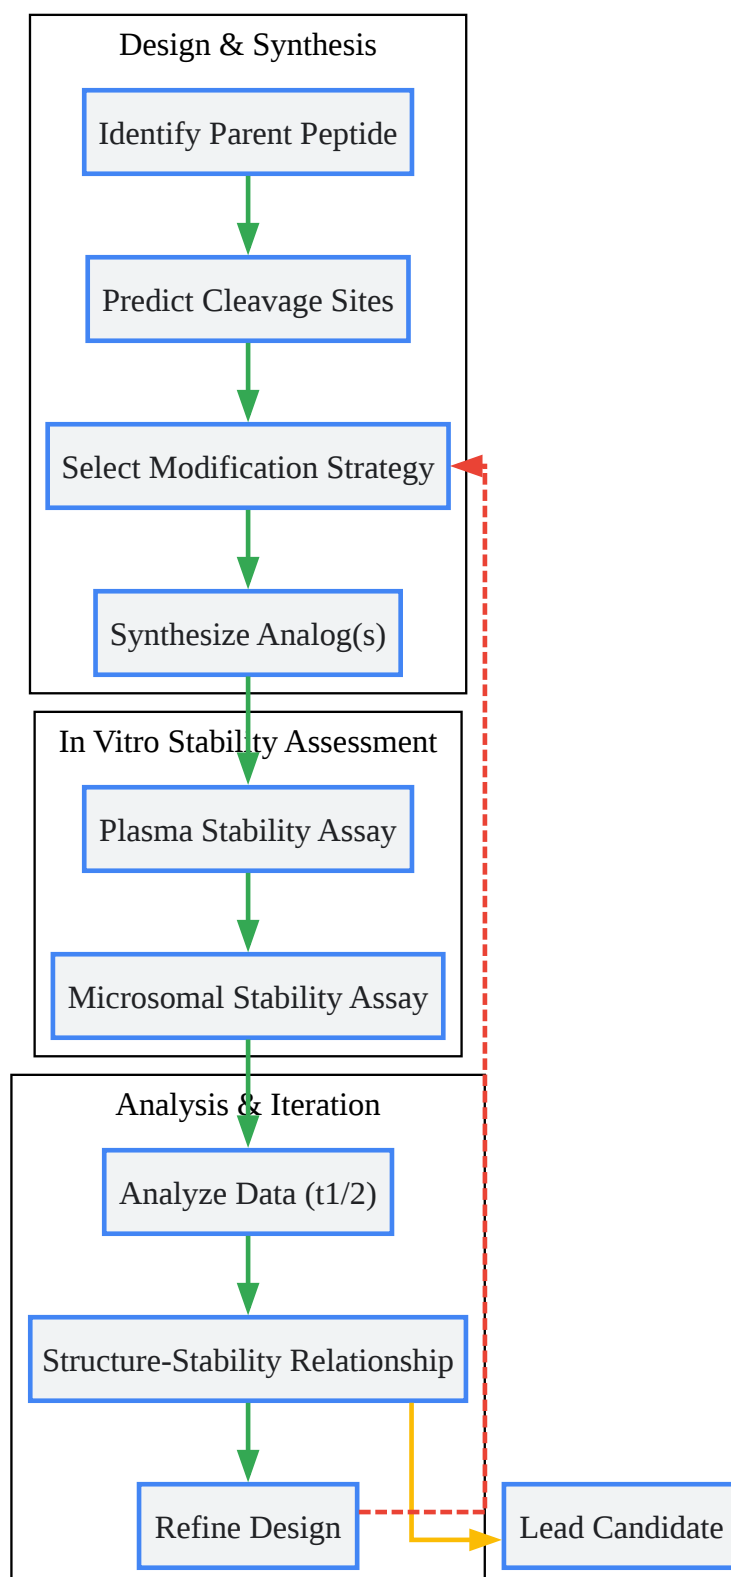 Design & Synthesis
Identify Parent Peptide
Predict Cleavage Sites
Select Modification Strategy
Synthesize Analog(s)
In Vitro Stability Assessment
Plasma Stability Assay
Microsomal Stability Assay
Analysis & Iteration
Analyze Data (t1/2)
Structure-Stability Relationship
Refine Design
Lead Candidate